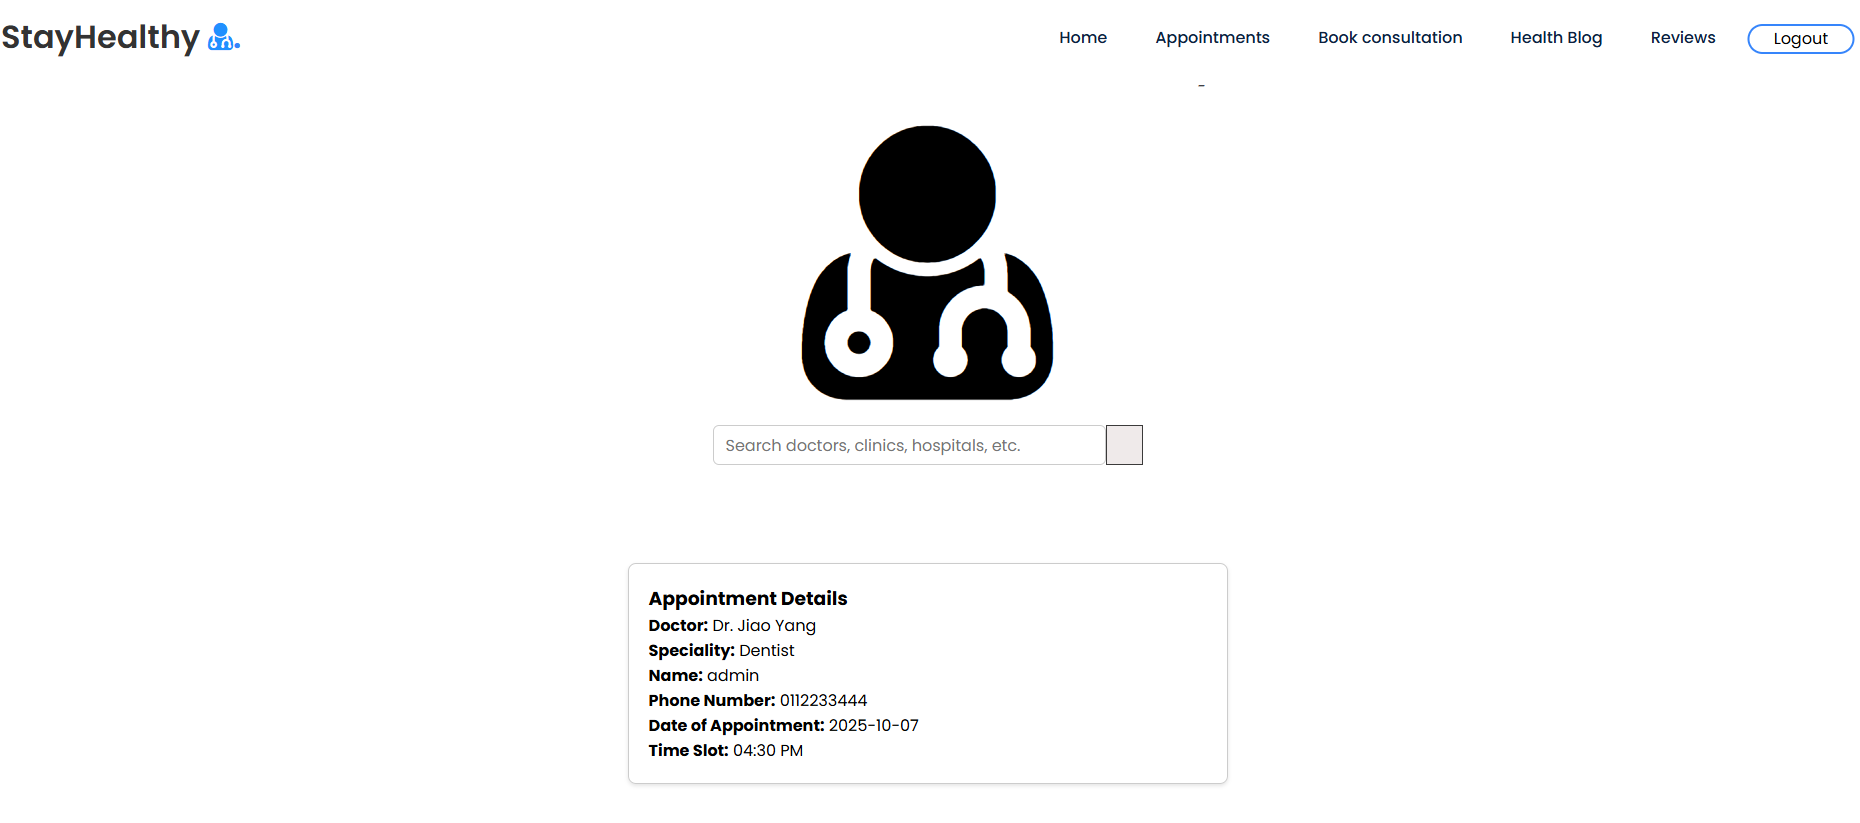 StayHealthy
Home Appointments Book consultation Health Blog Reviews Logout
-
Search doctors, clinics, hospitals, etc.
Appointment Details
Doctor: Dr. Jiao Yang
Speciality: Dentist
Name: admin
Phone Number: 0112233444
Date of Appointment: 2025-10-07
Time Slot: 04:30 PM